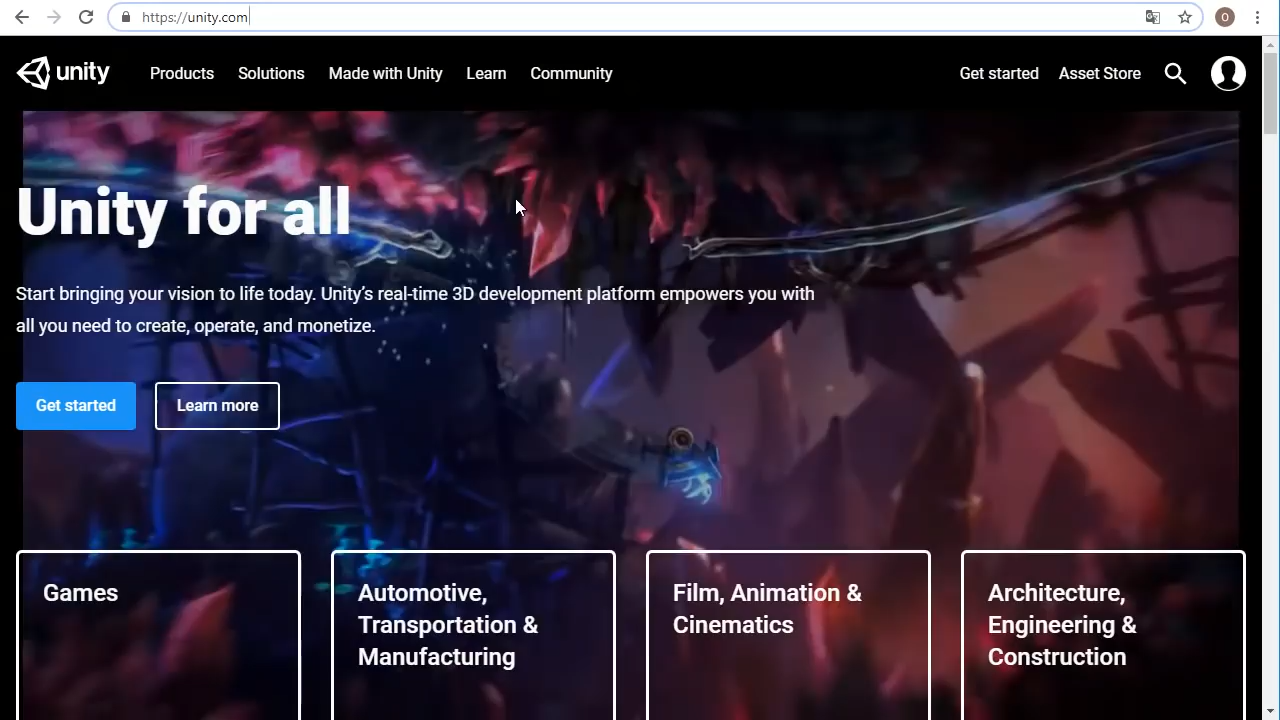 https://unity.com
O
unity
Products
Solutions
Made with Unity
Learn
Community
Get started
Asset Store
Unity for all
Start bringing your vision to life today. Unity’s real-time 3D development platform empowers you with
all you need to create, operate, and monetize.
Get started
Learn more
Games
Automotive,
Transportation &
Manufacturing
Film, Animation &
Cinematics
Architecture,
Engineering &
Construction